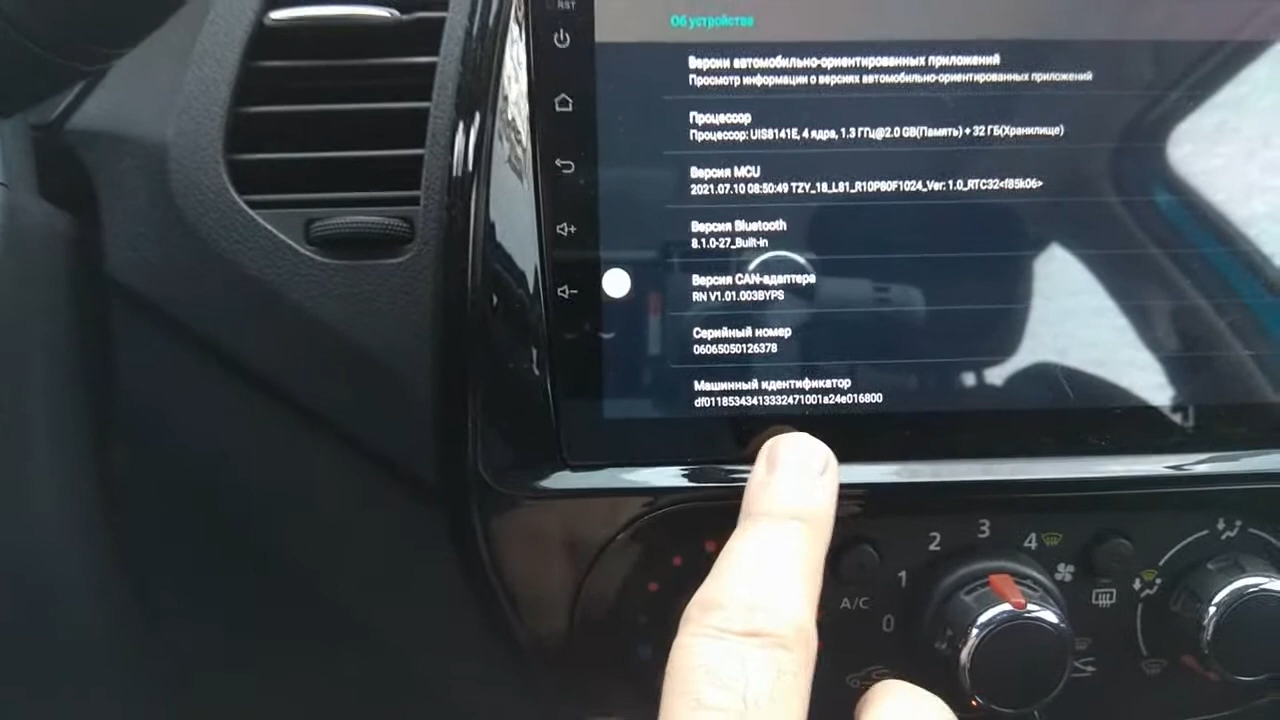 RST
Об устройстве
Версии автомобильно-ориентированных приложений
Просмотр информации о версиях автомобильно-ориентированных приложений
Процессор
Процессор: UIS8141E, 4 ядра, 1.3 ГГц@2.0 GB(Память) + 32 ГБ(Хранилище)
Версия MCU
2021.07.10 08:50:49 TZY_18_L81_R10P80F1024_Ver: 1.0_RTC32<f85k06>
Версия Bluetooth
8.1.0-27_Built-in
Версия CAN-адаптера
RN V1.01.003BYPS
Серийный номер
06065050126378
Машинный идентификатор
df01185343413332471001a24e016800
0
1
2
3
4
A/C